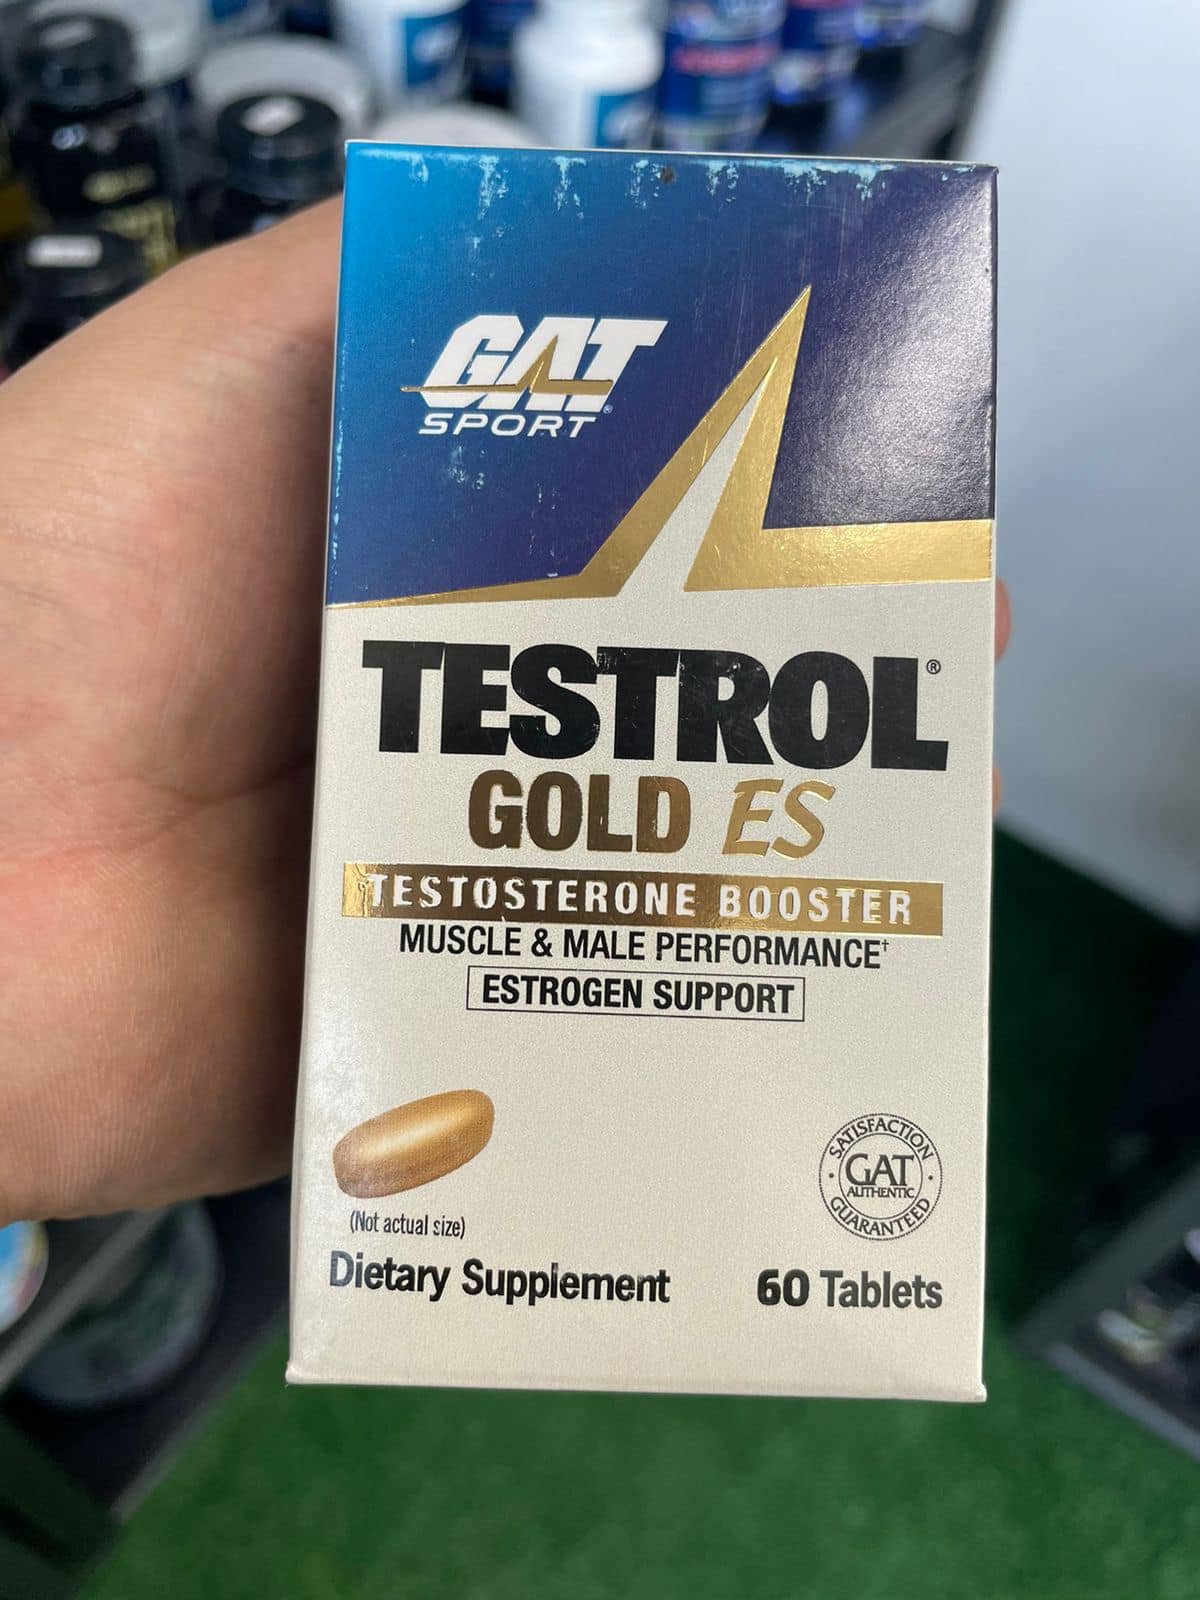 GAT
SPORT®
TESTROL®
GOLD ES
TESTOSTERONE BOOSTER
MUSCLE & MALE PERFORMANCE†
ESTROGEN SUPPORT
(Not actual size)
SATISFACTION
GAT
AUTHENTIC
GUARANTEED
Dietary Supplement
60 Tablets